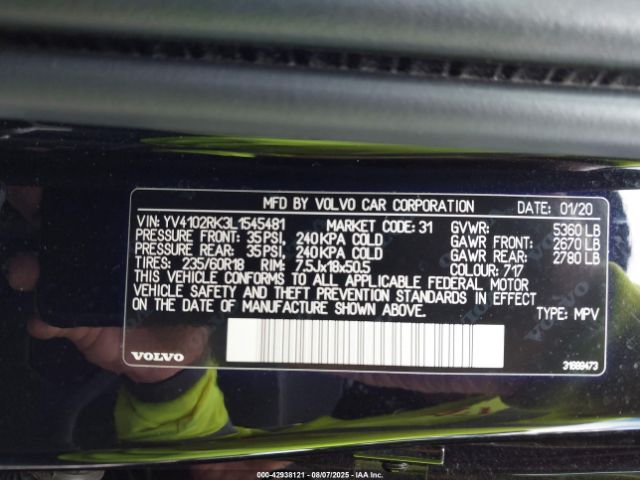 MFD BY VOLVO CAR CORPORATION DATE: 01/20
VIN: YV4102RK3L1545481 MARKET CODE: 31 GVWR: 5360 LB
PRESSURE FRONT: 35PSI, 240KPA COLD GAWR FRONT: 2670 LB
PRESSURE REAR: 35 PSI, 240KPA COLD GAWR REAR: 2780 LB
TIRES: 235/60R18 RIM: 7.5Jx18x50.5 COLOUR: 717
THIS VEHICLE CONFORMS TO ALL APPLICABLE FEDERAL MOTOR
VEHICLE SAFETY AND THEFT PREVENTION STANDARDS IN EFFECT
ON THE DATE OF MANUFACTURE SHOWN ABOVE. TYPE: MPV
VOLVO
000-42938121 - 08/07/2025 - IAA Inc.